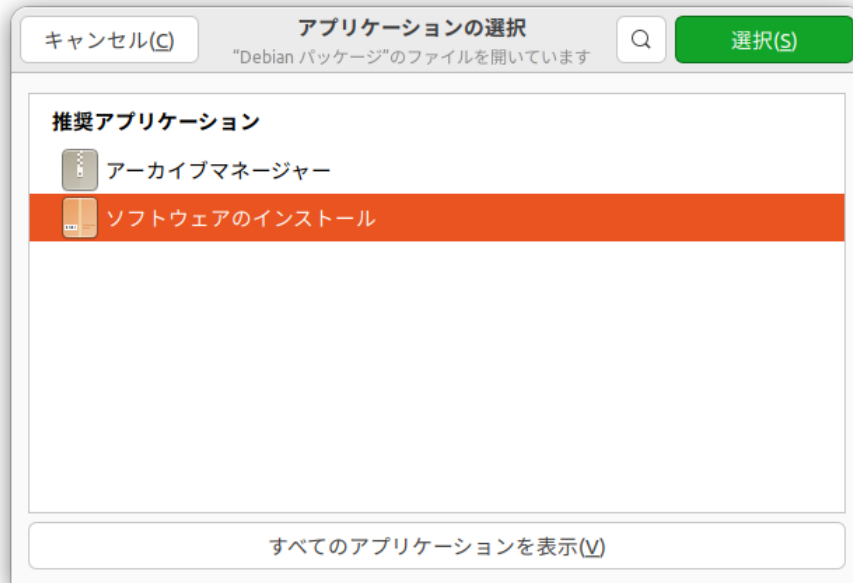 キャンセル(C)
アプリケーションの選択
“Debian パッケージ”のファイルを開いています
選択(S)
推奨アプリケーション
アーカイブマネージャー
ソフトウェアのインストール
すべてのアプリケーションを表示(V)